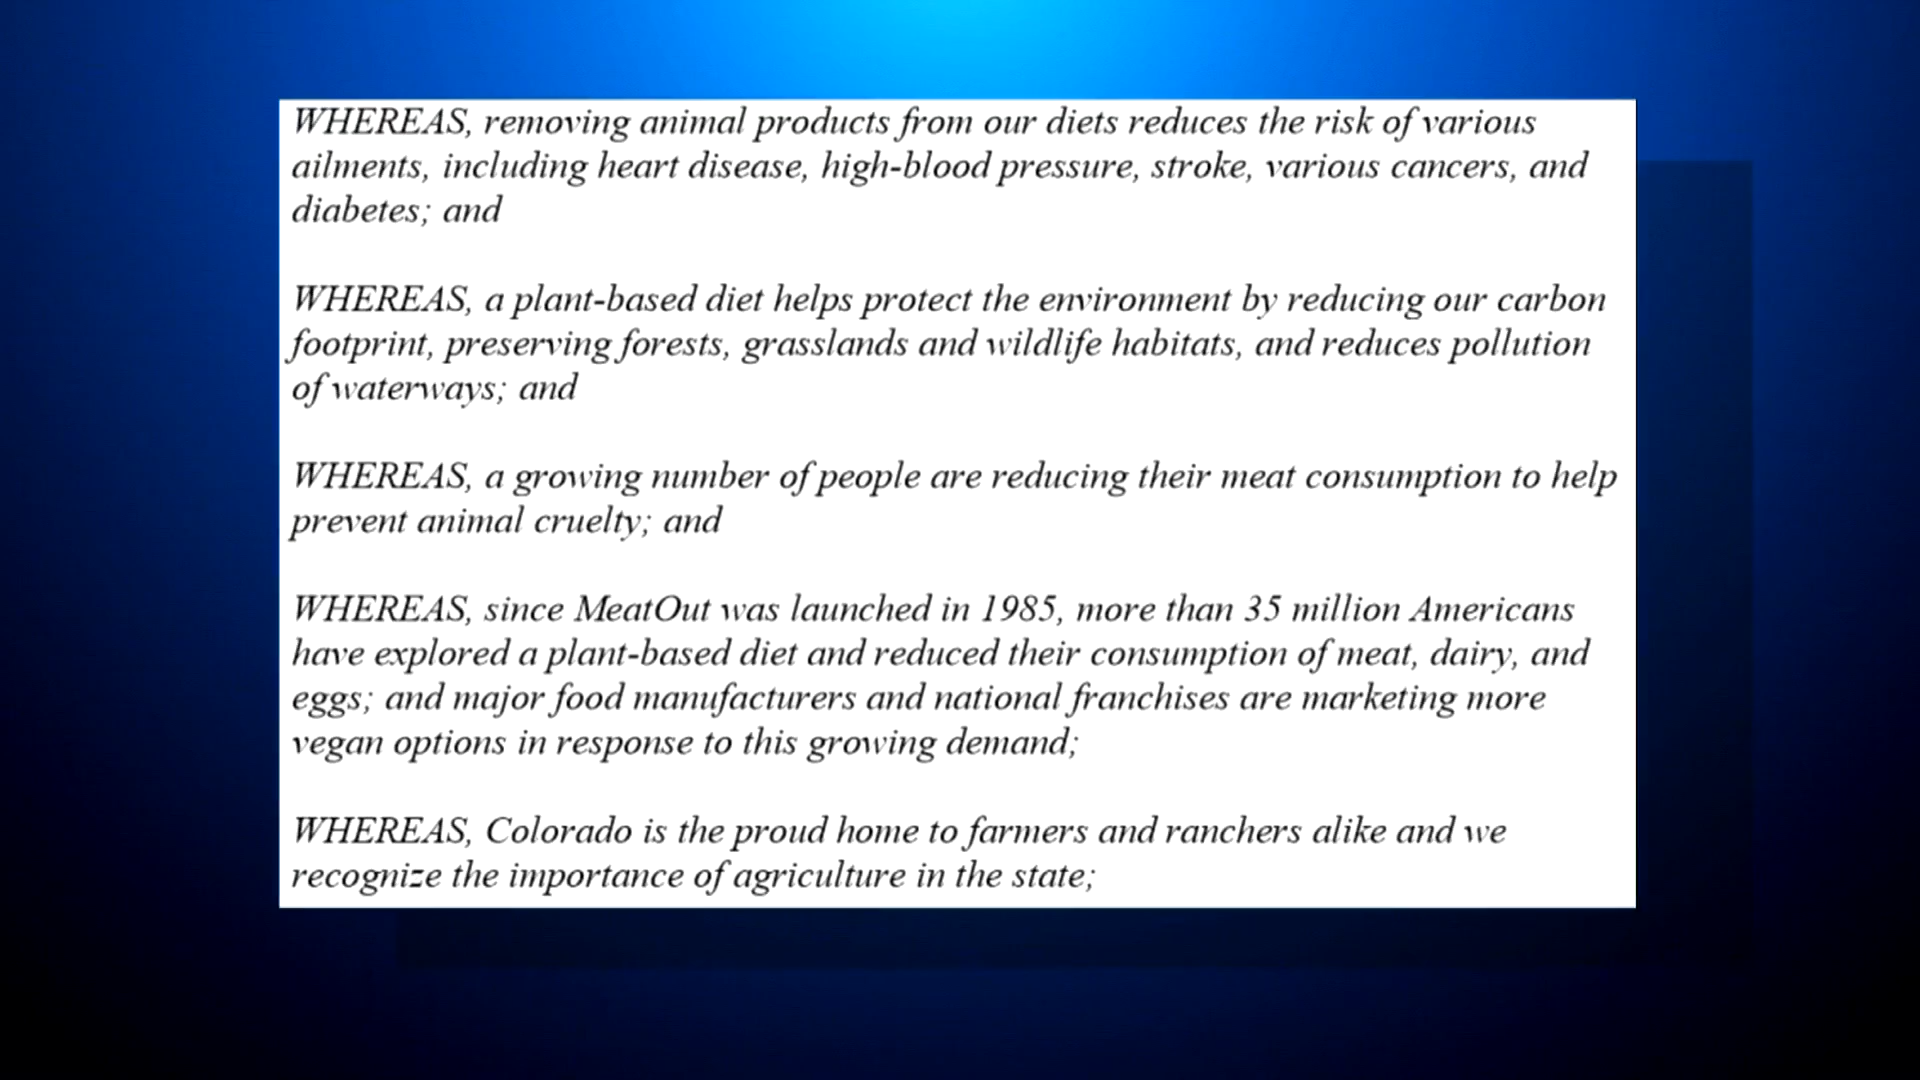 WHEREAS, removing animal products from our diets reduces the risk of various
ailments, including heart disease, high-blood pressure, stroke, various cancers, and
diabetes; and
WHEREAS, a plant-based diet helps protect the environment by reducing our carbon
footprint, preserving forests, grasslands and wildlife habitats, and reduces pollution
of waterways; and
WHEREAS, a growing number of people are reducing their meat consumption to help
prevent animal cruelty; and
WHEREAS, since MeatOut was launched in 1985, more than 35 million Americans
have explored a plant-based diet and reduced their consumption of meat, dairy, and
eggs; and major food manufacturers and national franchises are marketing more
vegan options in response to this growing demand;
WHEREAS, Colorado is the proud home to farmers and ranchers alike and we
recognize the importance of agriculture in the state;